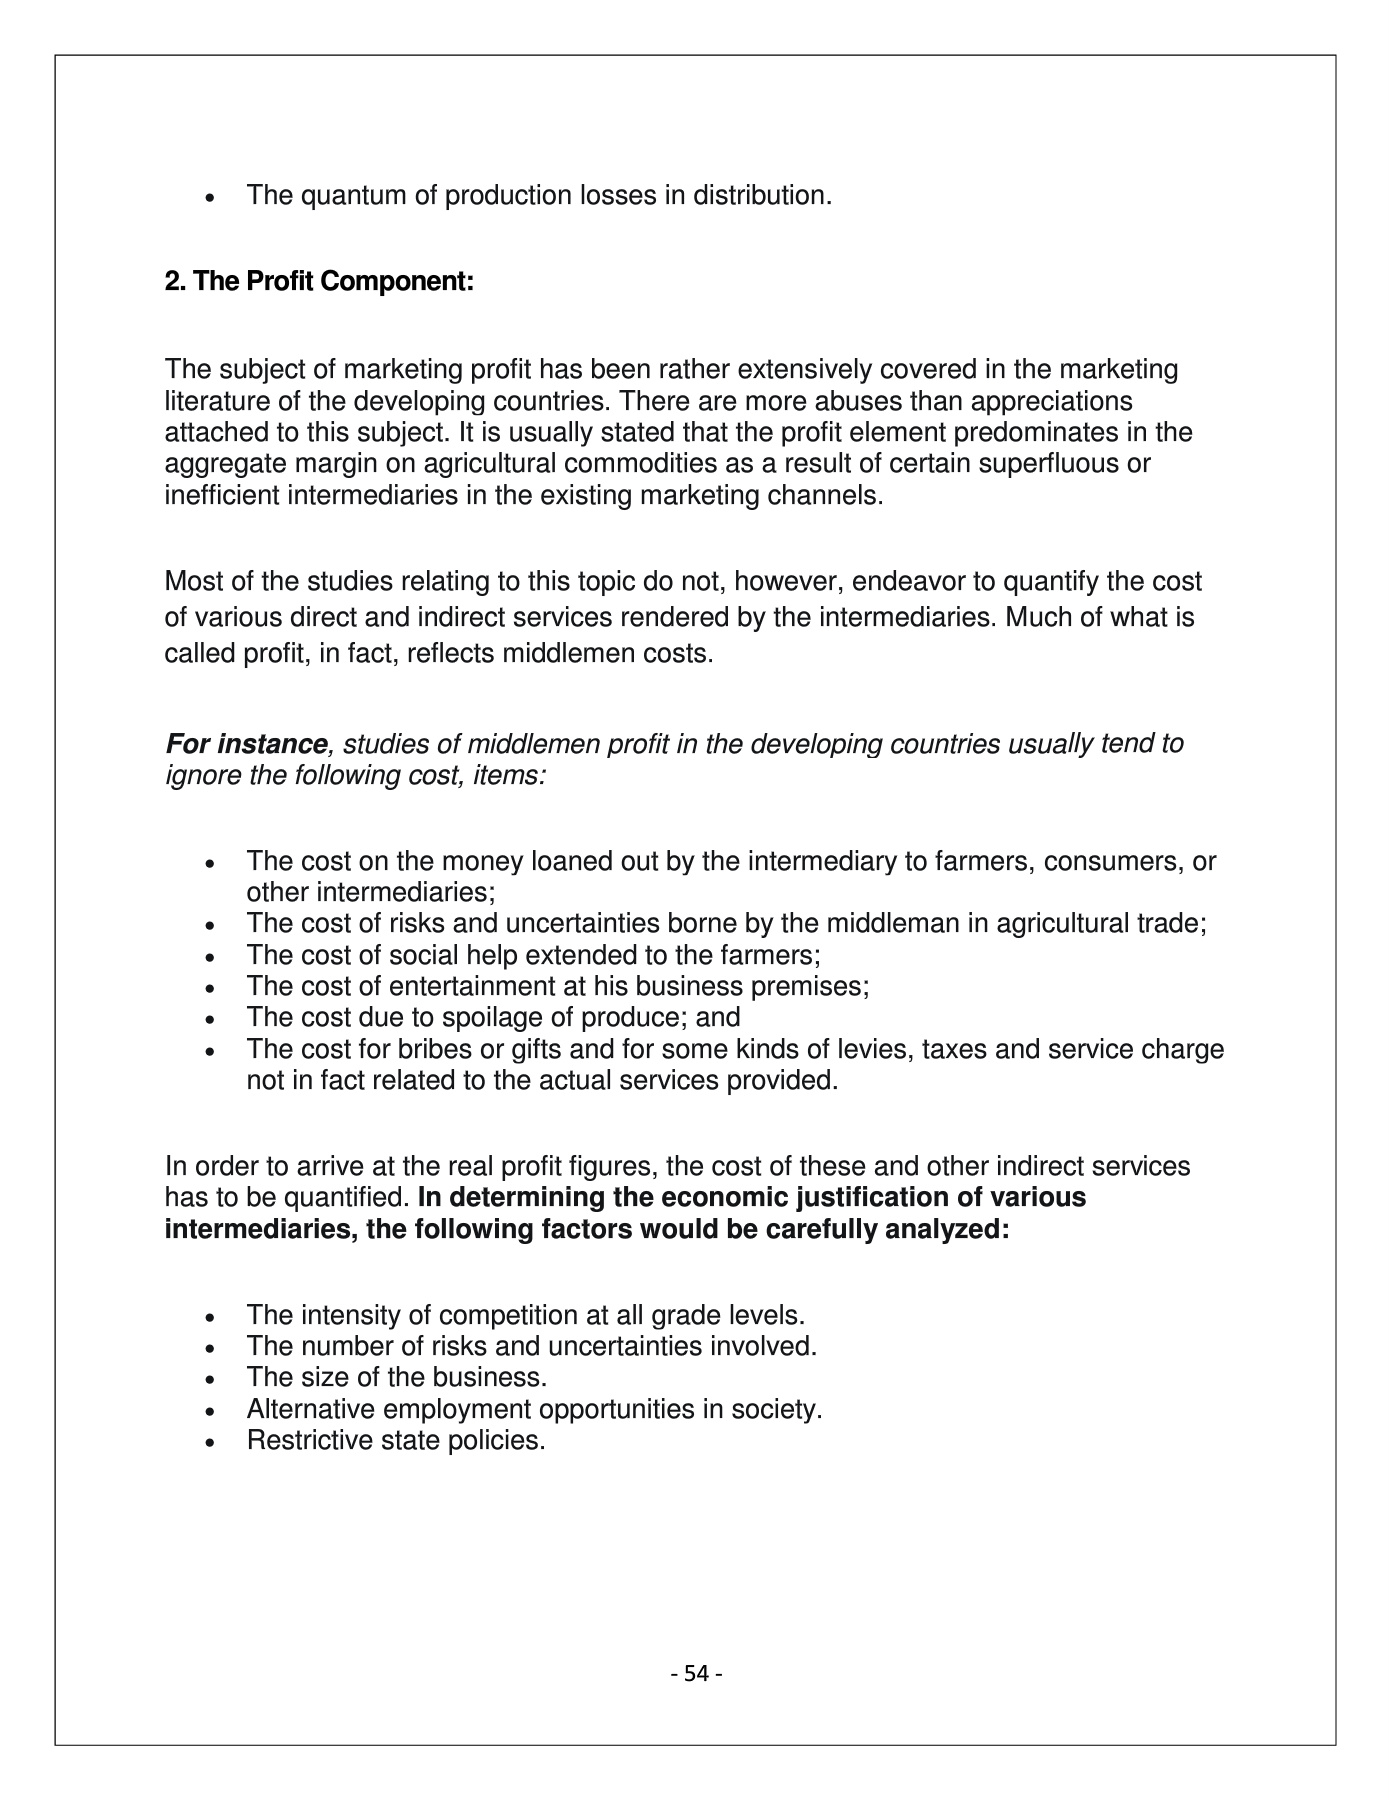 • The quantum of production losses in distribution.
2. The Profit Component:
The subject of marketing profit has been rather extensively covered in the marketing
literature of the developing countries. There are more abuses than appreciations
attached to this subject. It is usually stated that the profit element predominates in the
aggregate margin on agricultural commodities as a result of certain superfluous or
inefficient intermediaries in the existing marketing channels.
Most of the studies relating to this topic do not, however, endeavor to quantify the cost
of various direct and indirect services rendered by the intermediaries. Much of what is
called profit, in fact, reflects middlemen costs.
For instance, studies of middlemen profit in the developing countries usually tend to
ignore the following cost, items:
• The cost on the money loaned out by the intermediary to farmers, consumers, or
other intermediaries;
• The cost of risks and uncertainties borne by the middleman in agricultural trade;
• The cost of social help extended to the farmers;
• The cost of entertainment at his business premises;
• The cost due to spoilage of produce; and
• The cost for bribes or gifts and for some kinds of levies, taxes and service charge
not in fact related to the actual services provided.
In order to arrive at the real profit figures, the cost of these and other indirect services
has to be quantified. In determining the economic justification of various
intermediaries, the following factors would be carefully analyzed:
• The intensity of competition at all grade levels.
• The number of risks and uncertainties involved.
• The size of the business.
• Alternative employment opportunities in society.
• Restrictive state policies.
- 54 -